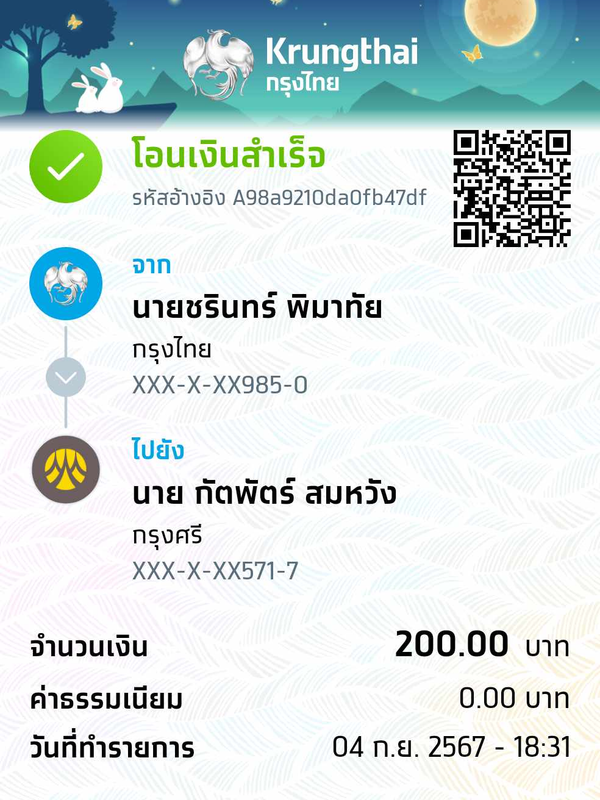 Krungthai
กรุงไทย
โอนเงินสำเร็จ
รหัสอ้างอิง A98a9210da0fb47df
จาก
นายชรินทร์ พิมาทัย
กรุงไทย
XXX-X-XX985-0
ไปยัง
นาย กัตพัตร์ สมหวัง
กรุงศรี
XXX-X-XX571-7
จำนวนเงิน 200.00 บาท
ค่าธรรมเนียม 0.00 บาท
วันที่ทำรายการ 04 ก.ย. 2567 - 18:31